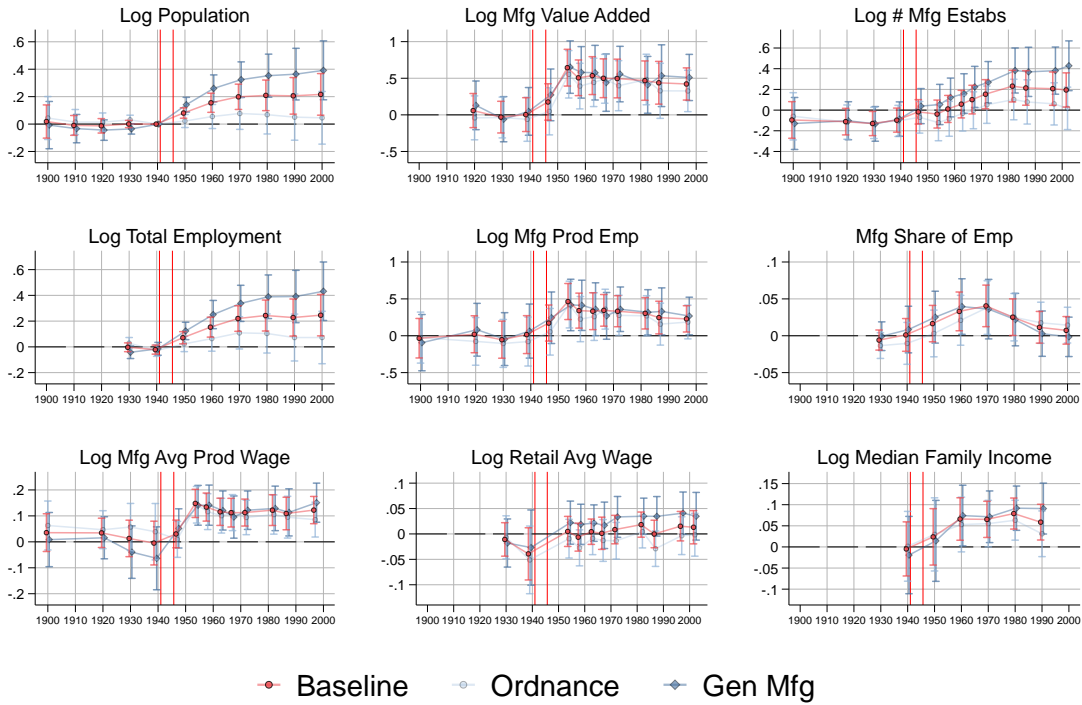 Log Population
.6
.4
.2
0
-.2
1900 1910 1920 1930 1940 1950 1960 1970 1980 1990 2000
Log Mfg Value Added
1
.5
0
-.5
1900 1910 1920 1930 1940 1950 1960 1970 1980 1990 2000
Log # Mfg Estabs
.6
.4
.2
0
-.2
-.4
1900 1910 1920 1930 1940 1950 1960 1970 1980 1990 2000
Log Total Employment
.6
.4
.2
0
-.2
1900 1910 1920 1930 1940 1950 1960 1970 1980 1990 2000
Log Mfg Prod Emp
1
.5
0
-.5
1900 1910 1920 1930 1940 1950 1960 1970 1980 1990 2000
Mfg Share of Emp
.1
.05
0
-.05
1900 1910 1920 1930 1940 1950 1960 1970 1980 1990 2000
Log Mfg Avg Prod Wage
.2
.1
0
-.1
-.2
1900 1910 1920 1930 1940 1950 1960 1970 1980 1990 2000
Log Retail Avg Wage
.1
.05
0
-.05
-.1
1900 1910 1920 1930 1940 1950 1960 1970 1980 1990 2000
Log Median Family Income
.15
.1
.05
0
-.05
-.1
1900 1910 1920 1930 1940 1950 1960 1970 1980 1990 2000
Baseline Ordnance Gen Mfg